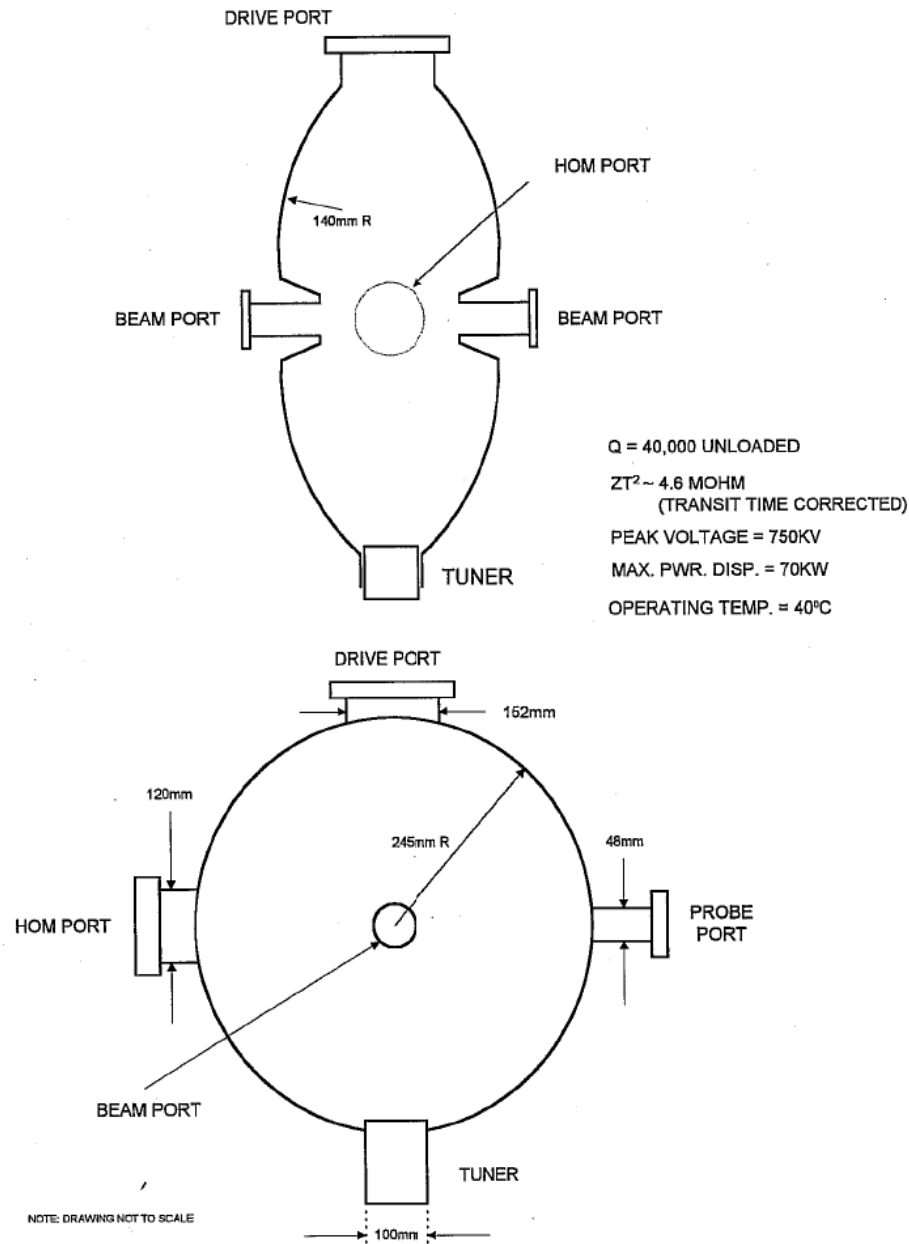 DRIVE PORT
HOM PORT
140mm R
BEAM PORT
BEAM PORT
Q = 40,000 UNLOADED
ZT² ~ 4.6 MOHM
(TRANSIT TIME CORRECTED)
PEAK VOLTAGE = 750KV
MAX. PWR. DISP. = 70KW
OPERATING TEMP. = 40⁰C
TUNER
DRIVE PORT
152mm
120mm
245mm R
48mm
HOM PORT
PROBE
PORT
BEAM PORT
TUNER
NOTE: DRAWING NOT TO SCALE
100mm